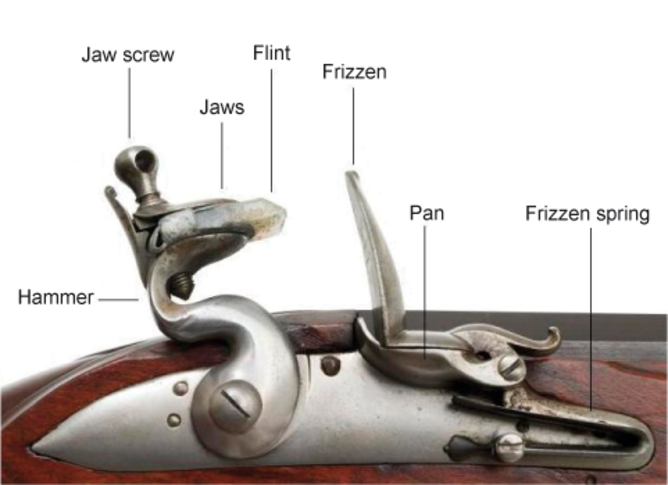 Jaw screw
Flint
Frizzen
Jaws
Pan
Frizzen spring
Hammer